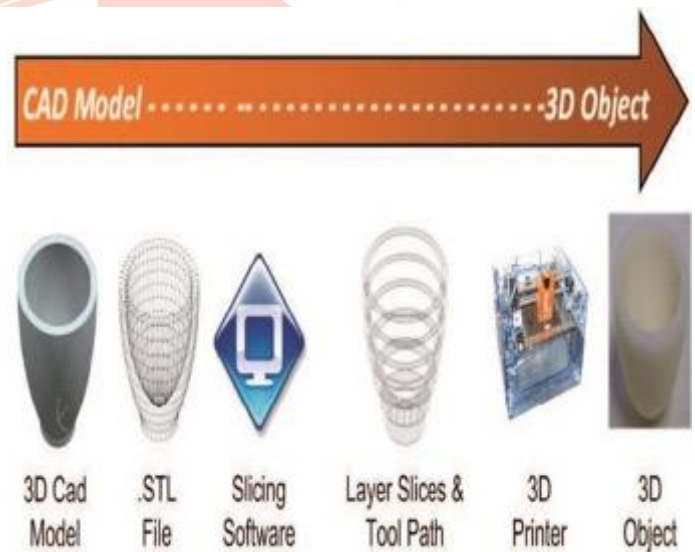 CAD Model - - - - - - - - - - - - - - - - - - - - - - - - - - - - 3D Object
3D Cad
Model
.STL
File
Slicing
Software
Layer Slices &
Tool Path
3D
Printer
3D
Object